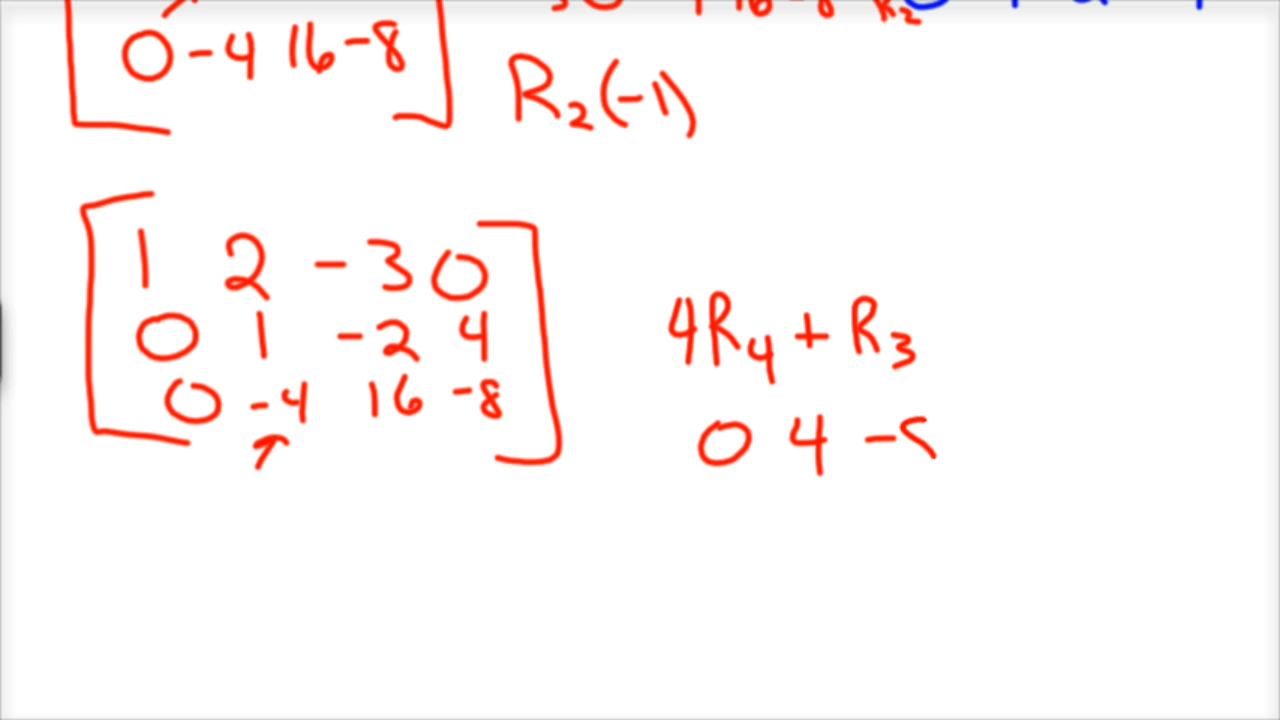 0 -4 16 -8
R₂(-1)
1 2 -3 0
0 1 -2 4
0 -4 16 -8
4R₄ + R₃
0 4 -